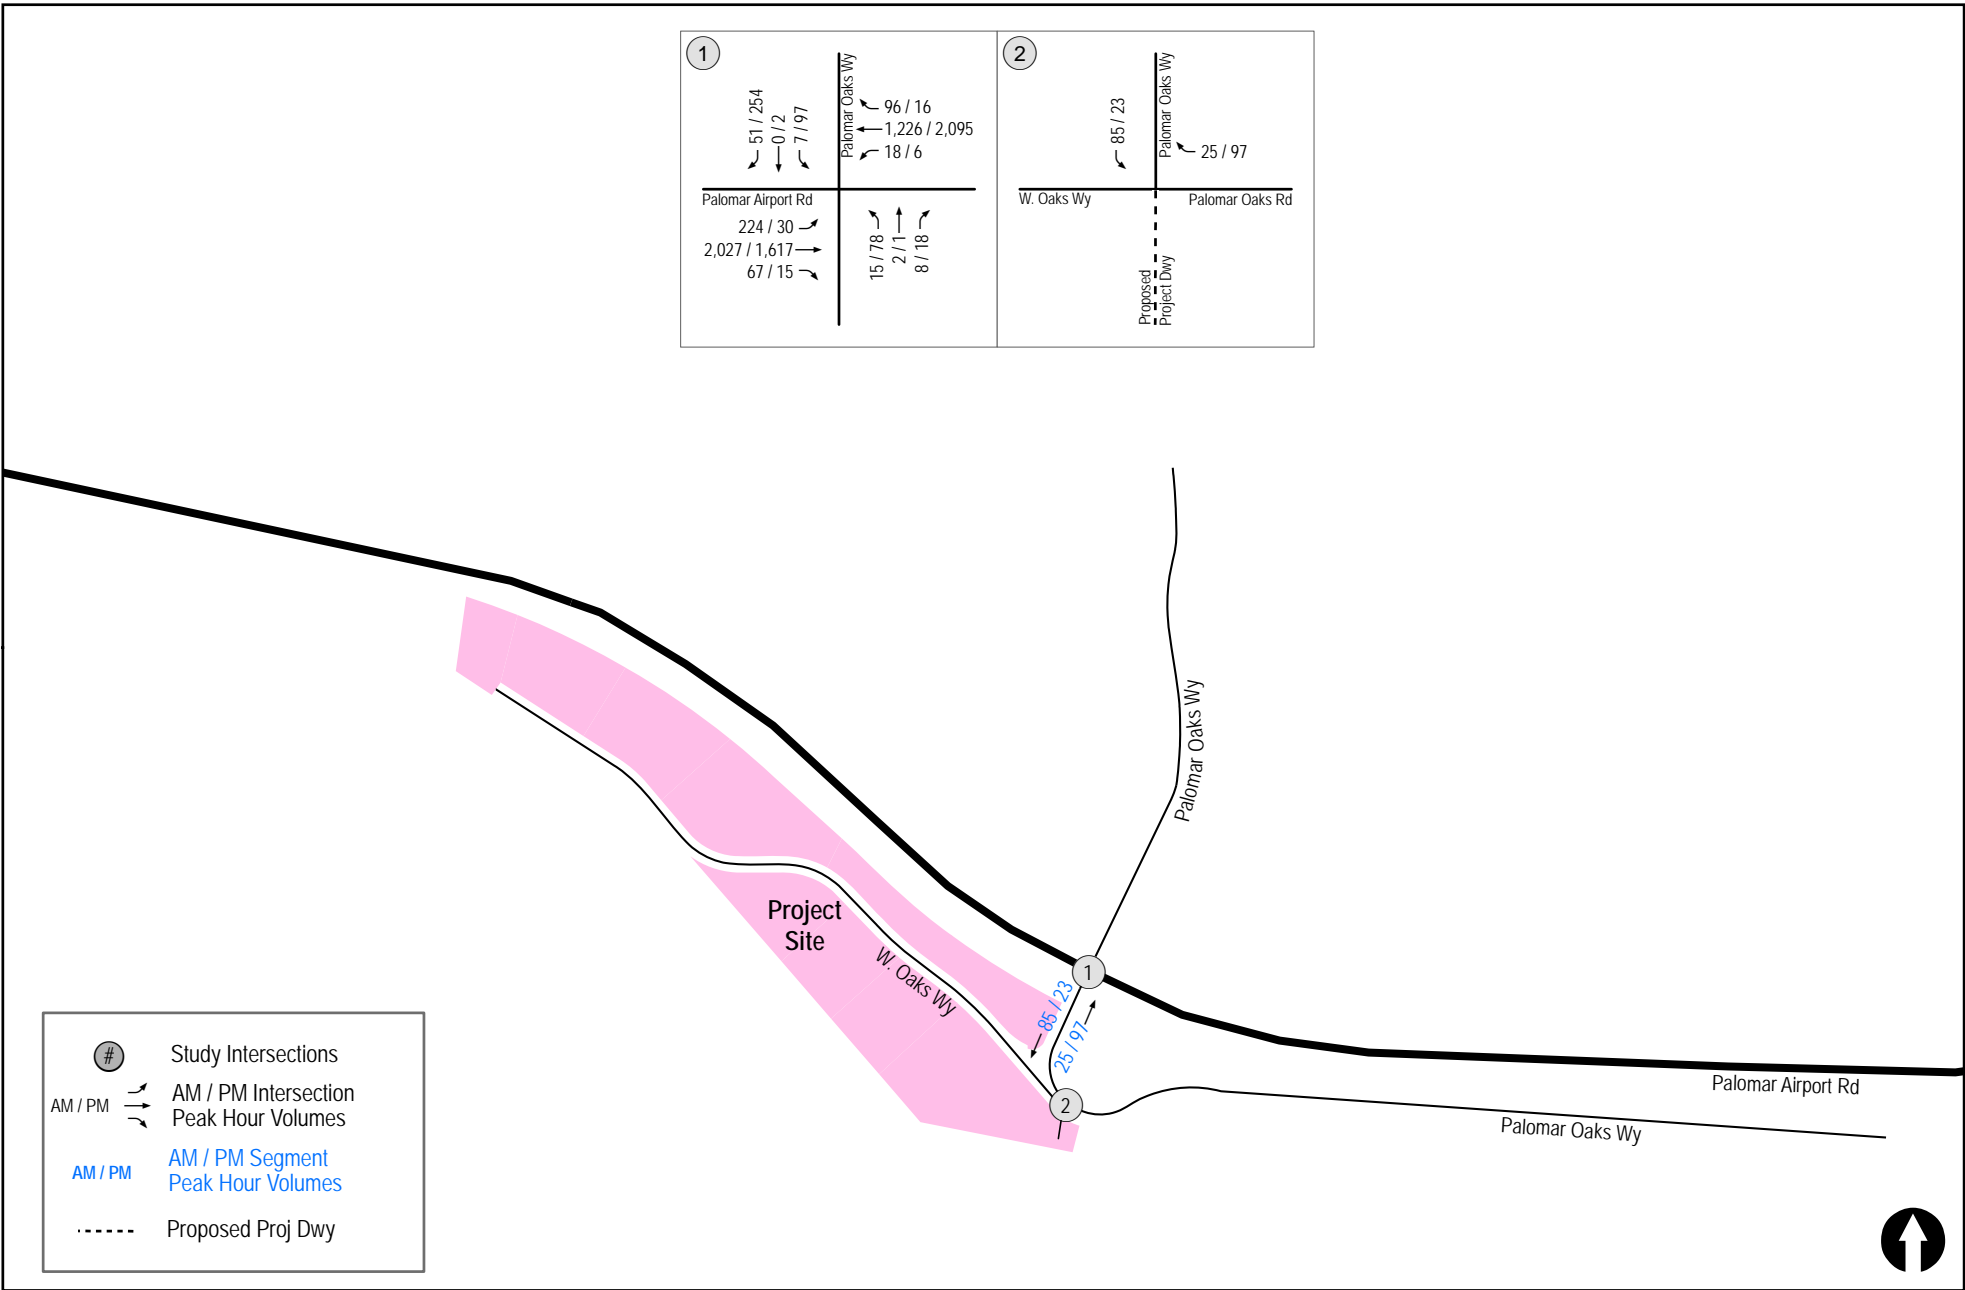 1
51 / 254
0 / 2
7 / 97
Palomar Oaks Wy
96 / 16
1,226 / 2,095
18 / 6
Palomar Airport Rd
224 / 30
2,027 / 1,617
67 / 15
15 / 78
2 / 1
8 / 18
2
85 / 23
Palomar Oaks Wy
25 / 97
W. Oaks Wy
Palomar Oaks Rd
Proposed
Project Dwy
Palomar Oaks Wy
Project
Site
W. Oaks Wy
1
85 / 23
25 / 97
2
Palomar Airport Rd
Palomar Oaks Wy
# Study Intersections
AM / PM
AM / PM Intersection
Peak Hour Volumes
AM / PM
AM / PM Segment
Peak Hour Volumes
Proposed Proj Dwy